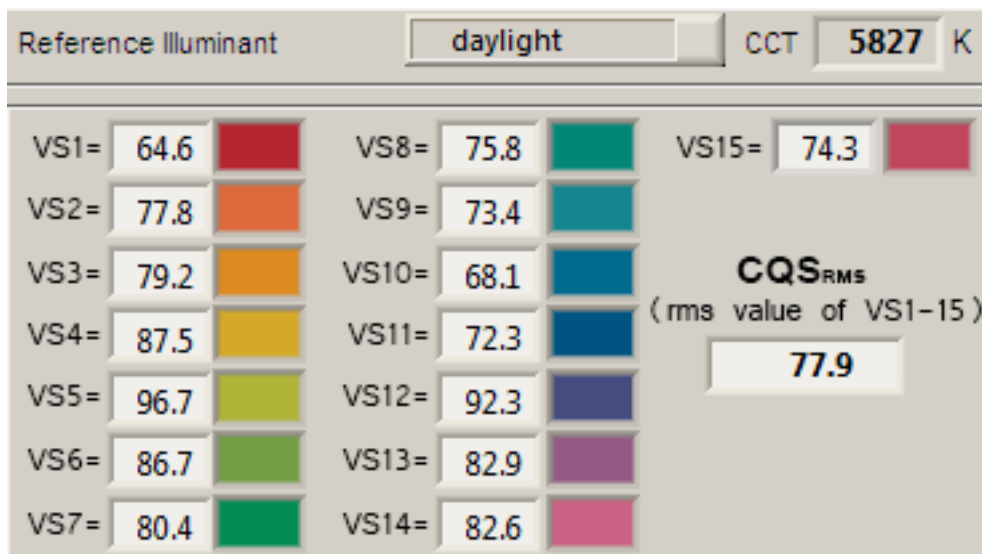 Reference Illuminant daylight CCT 5827 K
VS1= 64.6 VS8= 75.8 VS15= 74.3
VS2= 77.8 VS9= 73.4
VS3= 79.2 VS10= 68.1
VS4= 87.5 VS11= 72.3
VS5= 96.7 VS12= 92.3
VS6= 86.7 VS13= 82.9
VS7= 80.4 VS14= 82.6
CQSRMS
(rms value of VS1-15)
77.9